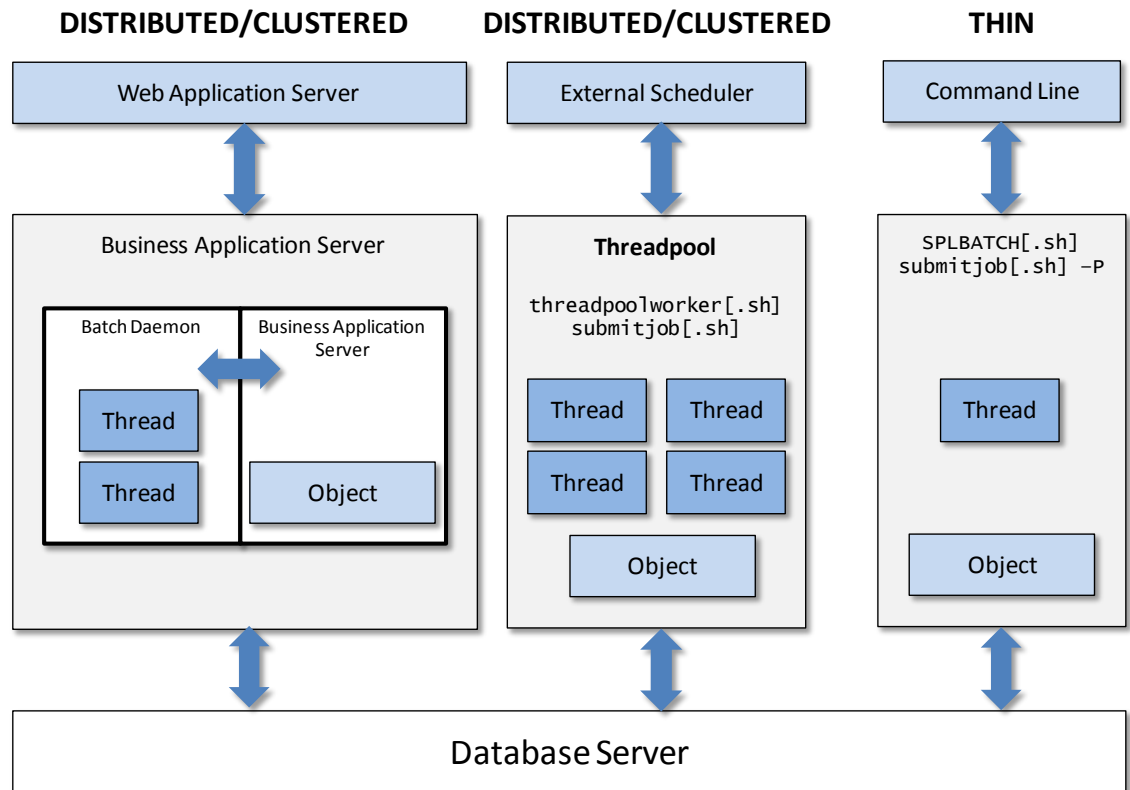 DISTRIBUTED/CLUSTERED
DISTRIBUTED/CLUSTERED
THIN
Web Application Server
External Scheduler
Command Line
Business Application Server
Batch Daemon
Business Application
Server
Thread
Thread
Object
Threadpool
threadpoolworker[.sh]
submitjob[.sh]
Thread
Thread
Thread
Thread
Object
SPLBATCH[.sh]
submitjob[.sh] –P
Thread
Object
Database Server